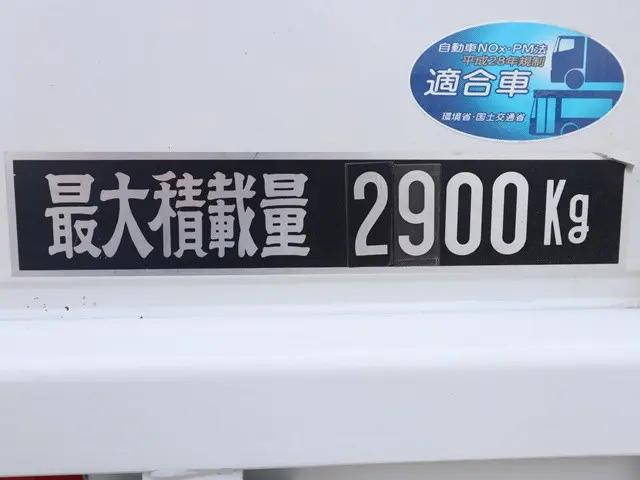 自動車NOx・PM法
平成28年規制
適合車
環境省・国土交通省
最大積載量 2900Kg